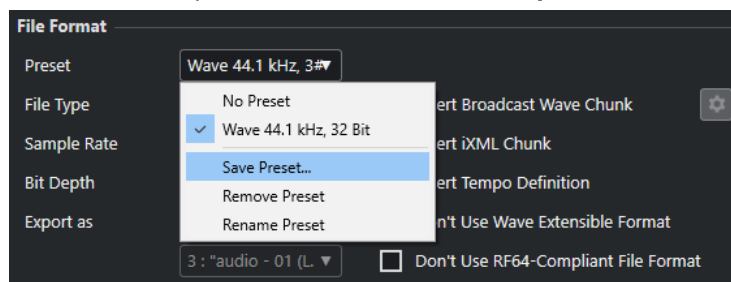 File Format
Preset
Wave 44.1 kHz, 3
File Type
No Preset
ert Broadcast Wave Chunk
Wave 44.1 kHz, 32 Bit
Sample Rate
ert iXML Chunk
Save Preset...
Bit Depth
ert Tempo Definition
Remove Preset
Export as
Rename Preset
n't Use Wave Extensible Format
3 : "audio - 01 (L.
Don't Use RF64-Compliant File Format